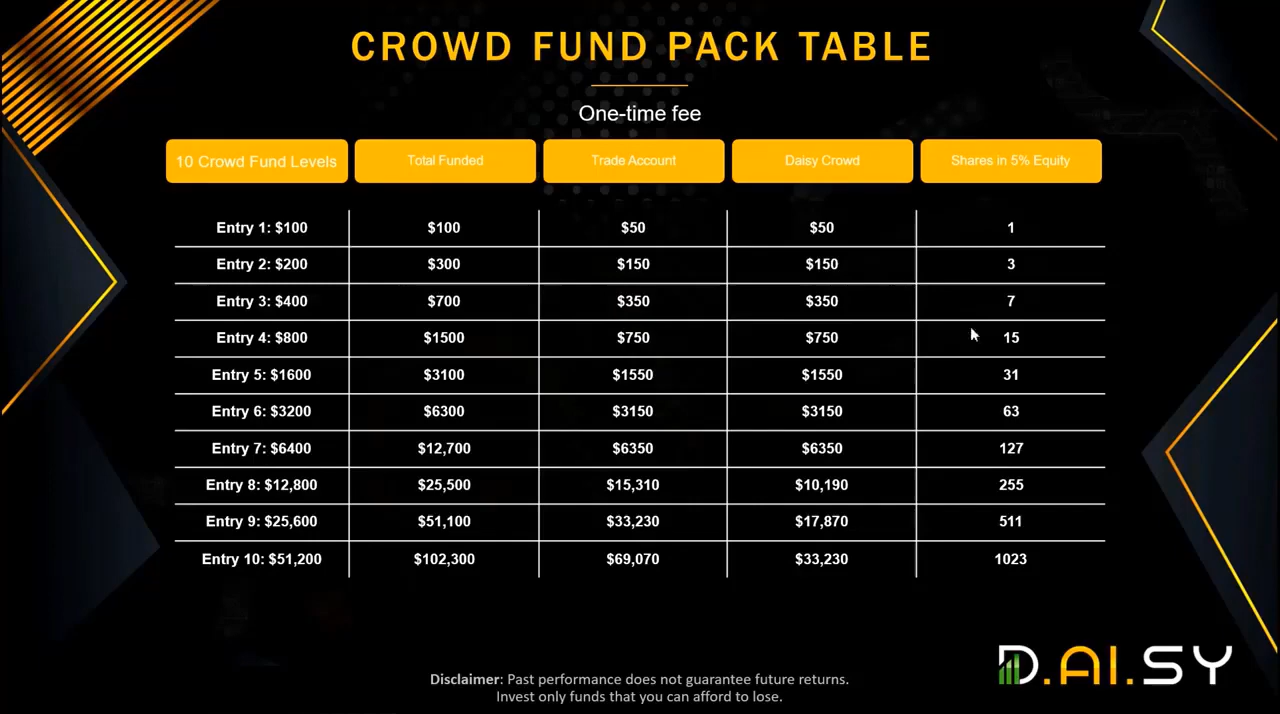 CROWD FUND PACK TABLE
One-time fee
10 Crowd Fund Levels Total Funded Trade Account Daisy Crowd Shares in 5% Equity
Entry 1: $100 $100 $50 $50 1
Entry 2: $200 $300 $150 $150 3
Entry 3: $400 $700 $350 $350 7
Entry 4: $800 $1500 $750 $750 15
Entry 5: $1600 $3100 $1550 $1550 31
Entry 6: $3200 $6300 $3150 $3150 63
Entry 7: $6400 $12,700 $6350 $6350 127
Entry 8: $12,800 $25,500 $15,310 $10,190 255
Entry 9: $25,600 $51,100 $33,230 $17,870 511
Entry 10: $51,200 $102,300 $69,070 $33,230 1023
D.AI.SY
Disclaimer: Past performance does not guarantee future returns.
Invest only funds that you can afford to lose.